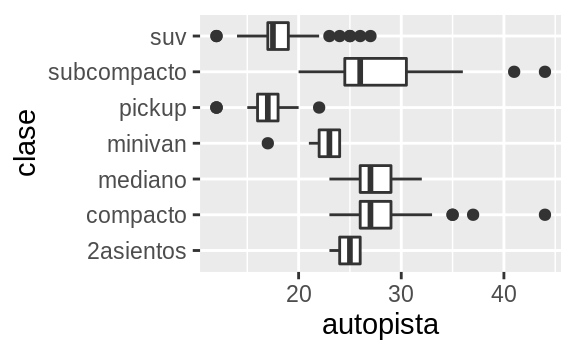 suv
subcompacto
pickup
minivan
mediano
compacto
2asientos
clase
20 30 40
autopista